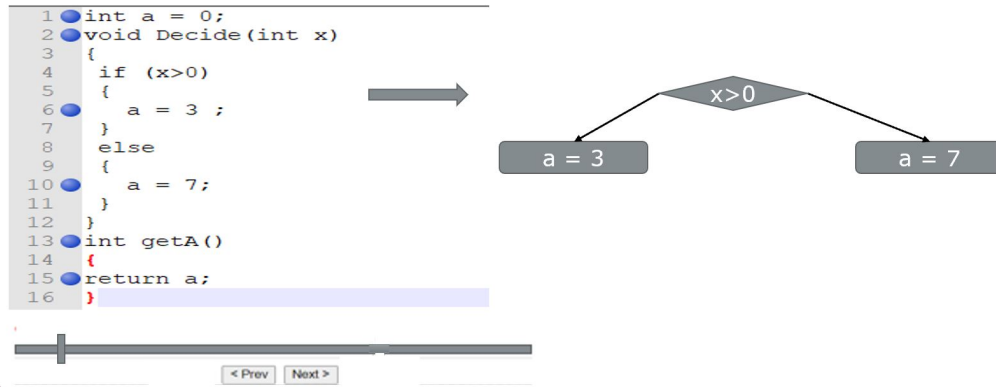 1 int a = 0;
2 void Decide(int x)
3 {
4 if (x>0)
5 {
6 a = 3 ;
7 }
8 else
9 {
10 a = 7;
11 }
12 }
13 int getA()
14 {
15 return a;
16 }
x>0
a = 3
a = 7
< Prev
Next >